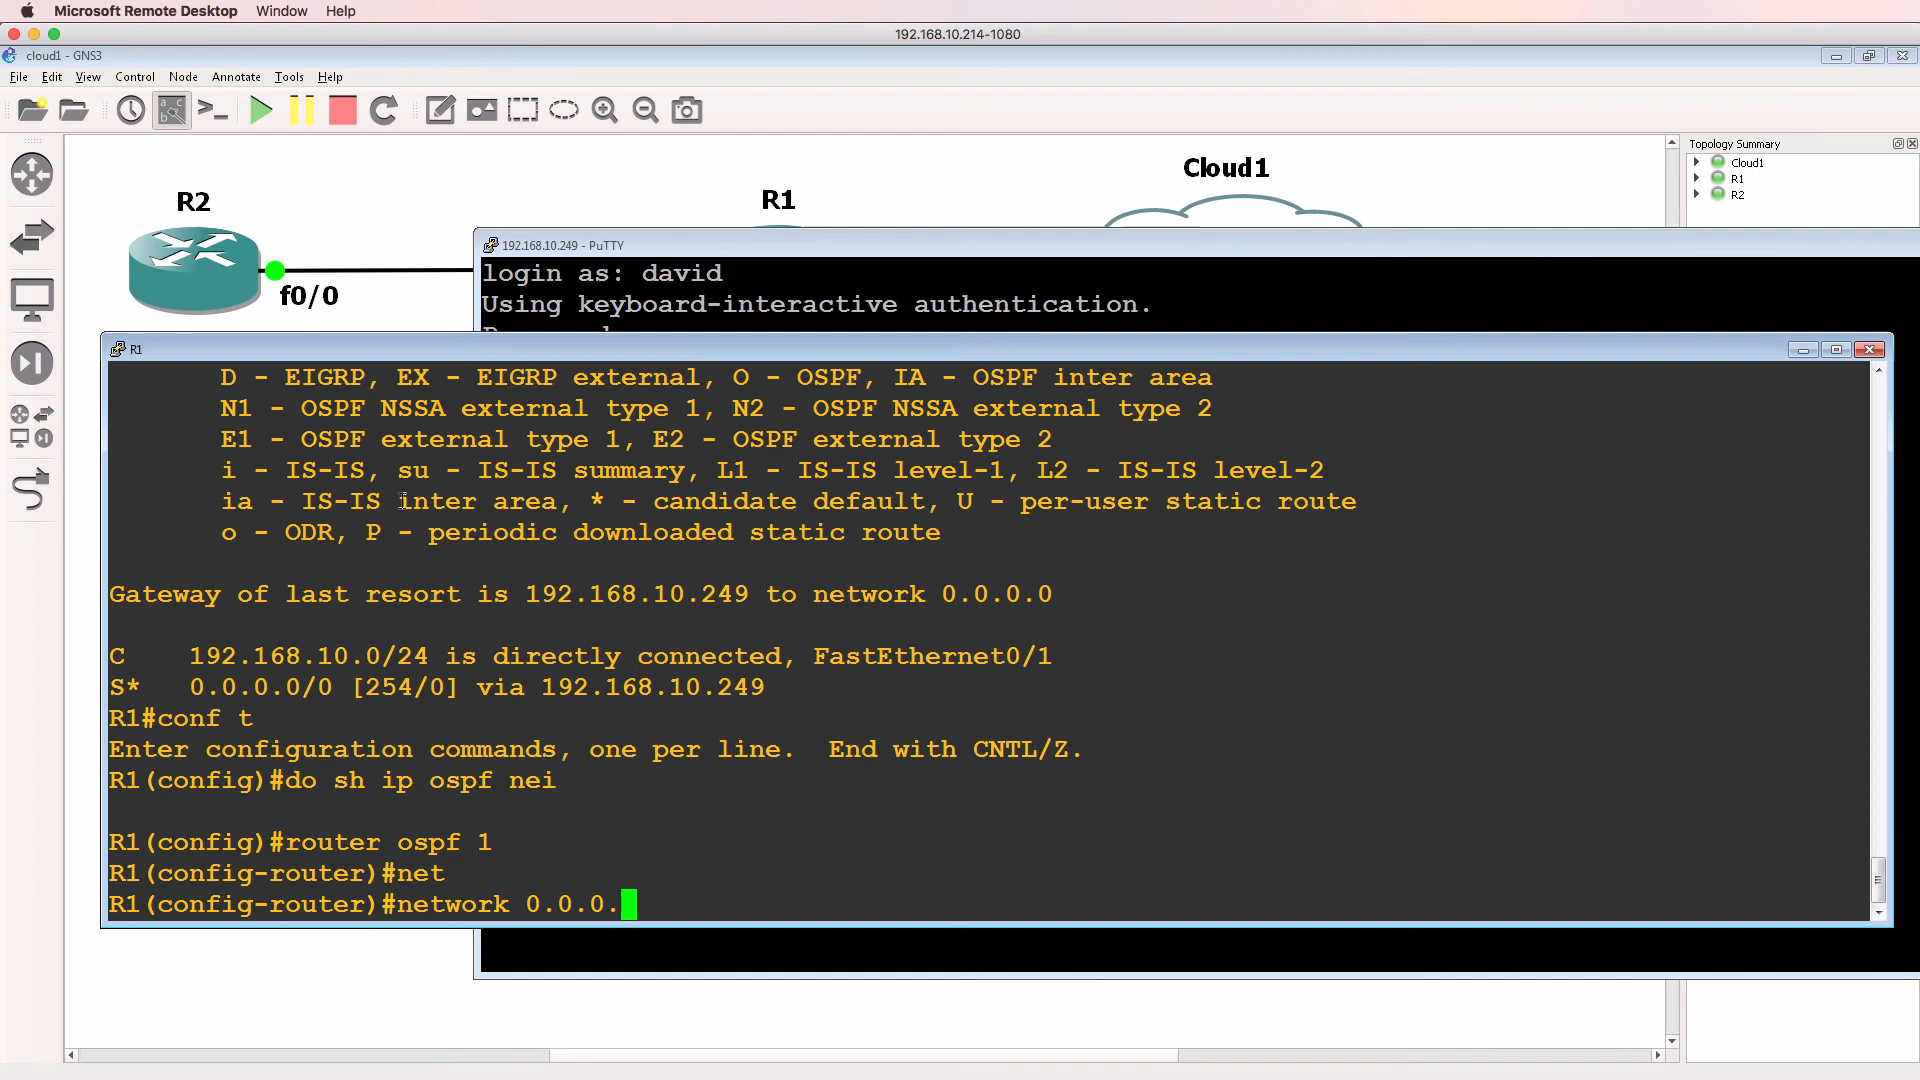 Microsoft Remote Desktop Window Help
192.168.10.214-1080
cloud1 - GNS3
File Edit View Control Node Annotate Tools Help
Topology Summary
Cloud1
R1
R2
Cloud1
R2
R1
f0/0
192.168.10.249 - PuTTY
login as: david
Using keyboard-interactive authentication.
R1
D - EIGRP, EX - EIGRP external, O - OSPF, IA - OSPF inter area
N1 - OSPF NSSA external type 1, N2 - OSPF NSSA external type 2
E1 - OSPF external type 1, E2 - OSPF external type 2
i - IS-IS, su - IS-IS summary, L1 - IS-IS level-1, L2 - IS-IS level-2
ia - IS-IS inter area, * - candidate default, U - per-user static route
o - ODR, P - periodic downloaded static route
Gateway of last resort is 192.168.10.249 to network 0.0.0.0
C    192.168.10.0/24 is directly connected, FastEthernet0/1
S*   0.0.0.0/0 [254/0] via 192.168.10.249
R1#conf t
Enter configuration commands, one per line.  End with CNTL/Z.
R1(config)#do sh ip ospf nei
R1(config)#router ospf 1
R1(config-router)#net
R1(config-router)#network 0.0.0.